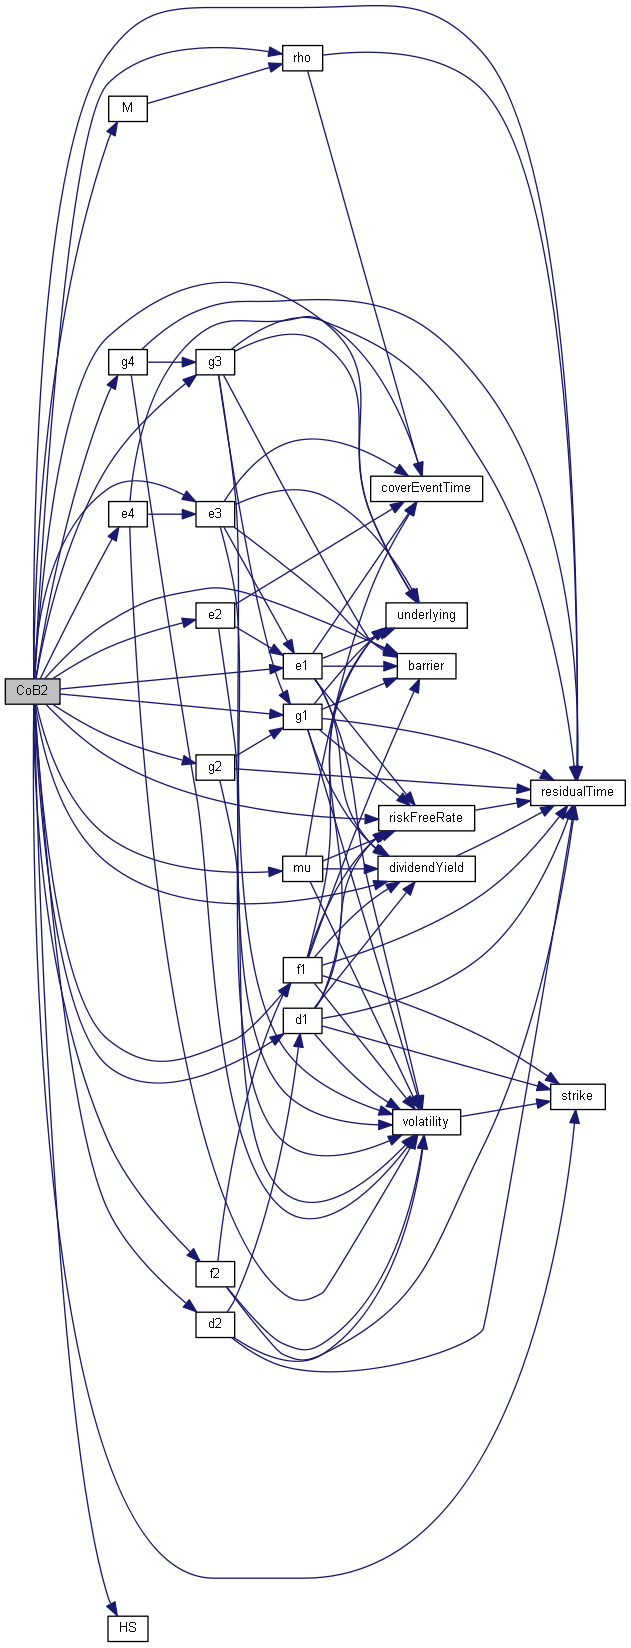 rho
M
g4
g3
coverEventTime
e4
e3
e2
underlying
e1
barrier
CoB2
g1
g2
residualTime
riskFreeRate
mu
dividendYield
f1
d1
strike
volatility
f2
d2
HS